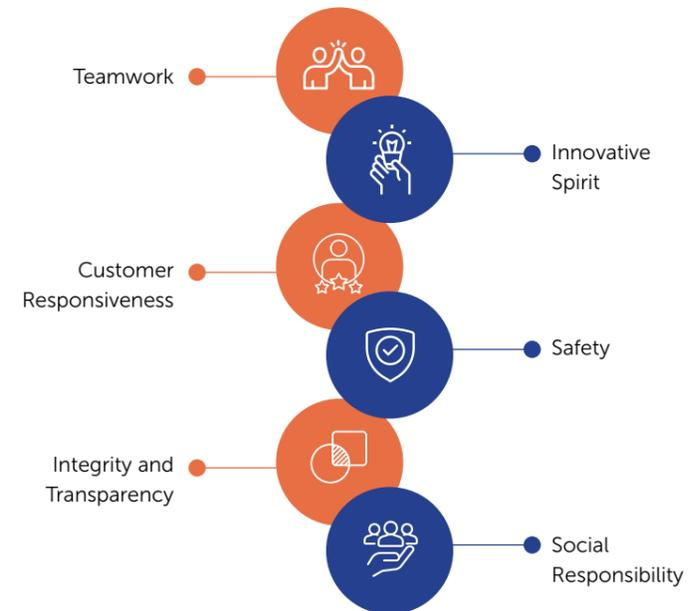 Teamwork
Innovative
Spirit
Customer
Responsiveness
Safety
Integrity and
Transparency
Social
Responsibility